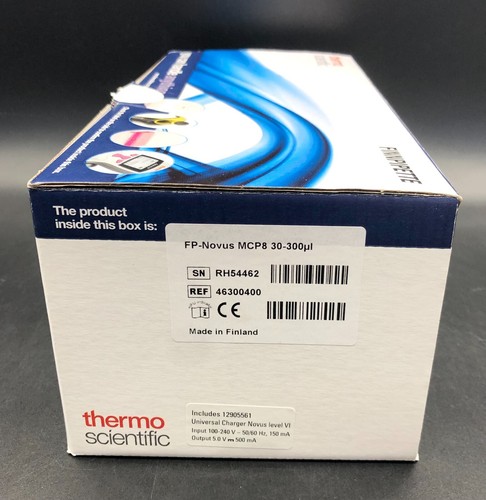 FINNPIPETTE
The product
inside this box is:
FP-Novus MCP8 30-300µl
SN RH54462
REF 46300400
CE
Made in Finland
thermo
scientific
Includes 12905561
Universal Charger Novus level VI
Input 100-240 V ~ 50/60 Hz, 150 mA
Output 5.0 V ⎓ 500 mA